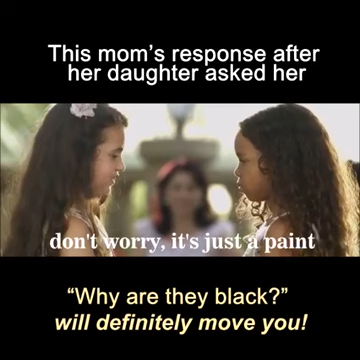 This mom's response after
her daughter asked her
don't worry, it's just a paint
“Why are they black?”
will definitely move you!